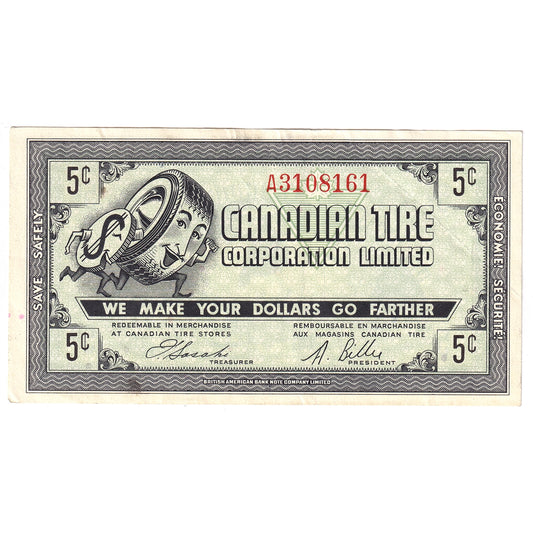 5¢ A3108161 5¢
$
CANADIAN TIRE
CORPORATION LIMITED
SAVE SAFELY
ECONOMIE' SÉCURITE'
WE MAKE YOUR DOLLARS GO FARTHER
REDEEMABLE IN MERCHANDISE
AT CANADIAN TIRE STORES
REMBOURSABLE EN MARCHANDISE
AUX MAGASINS CANADIAN TIRE
5¢ 5¢
TREASURER
A. Billes
PRESIDENT
BRITISH AMERICAN BANK NOTE COMPANY LIMITED